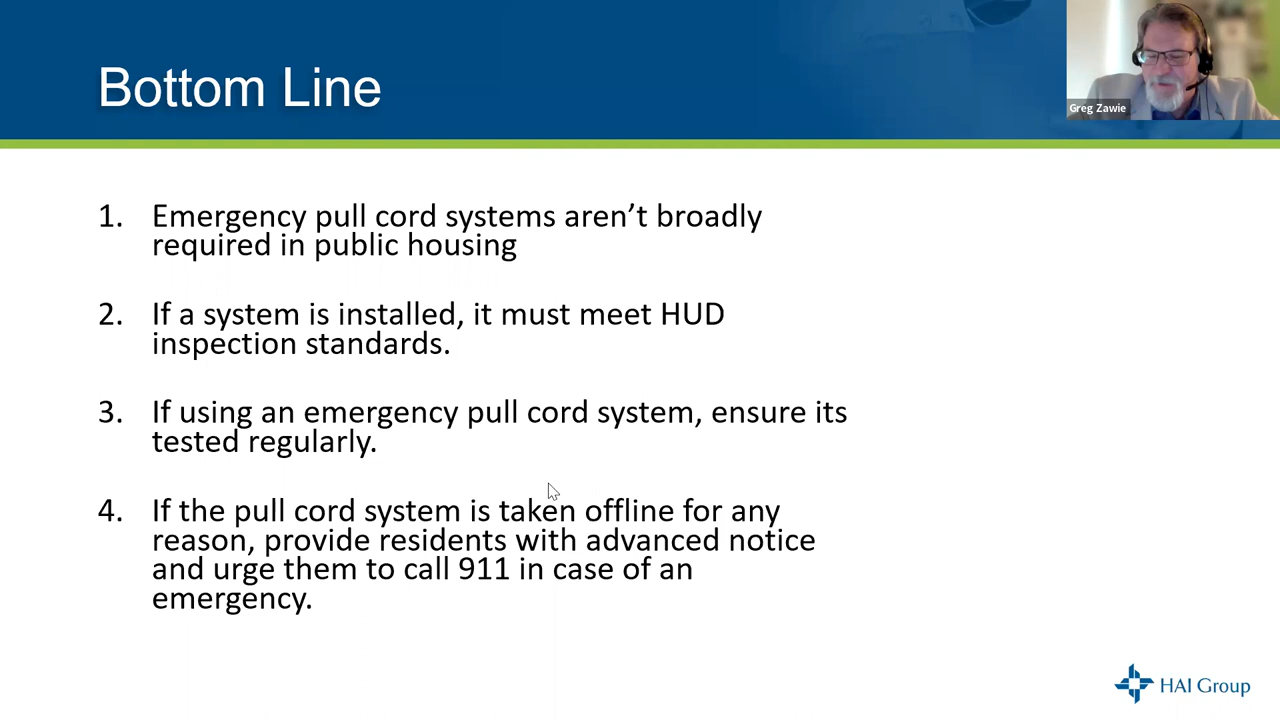 Bottom Line
Greg Zawie
1. Emergency pull cord systems aren’t broadly
required in public housing
2. If a system is installed, it must meet HUD
inspection standards.
3. If using an emergency pull cord system, ensure its
tested regularly.
4. If the pull cord system is taken offline for any
reason, provide residents with advanced notice
and urge them to call 911 in case of an
emergency.
HAI Group